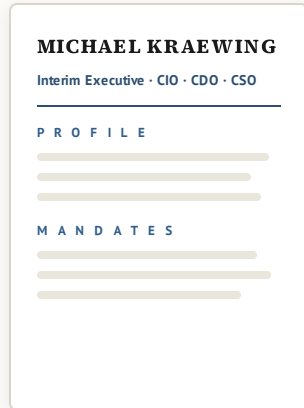 MICHAEL KRAEWING
Interim Executive · CIO · CDO · CSO
PROFILE
MANDATES